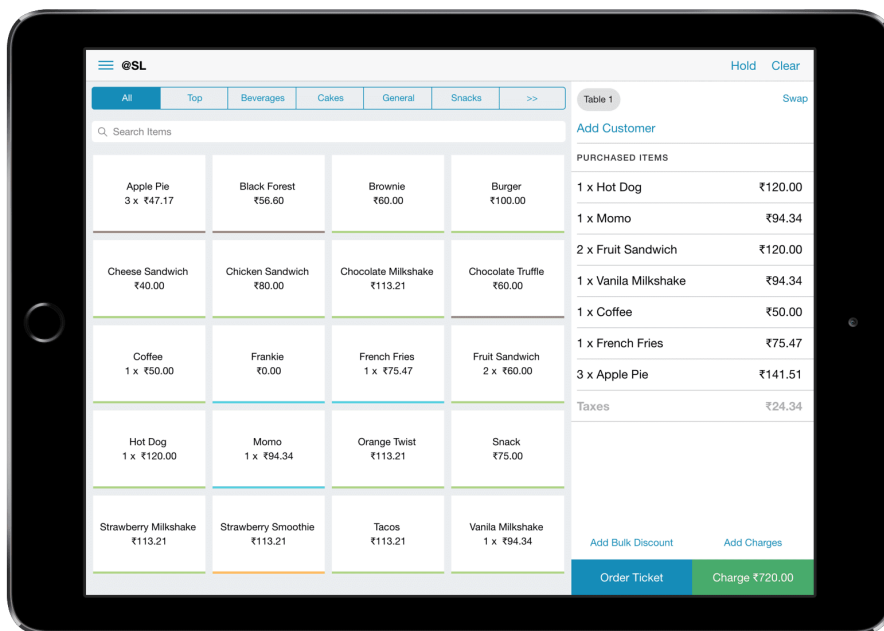 @SL
Hold Clear
All Top Beverages Cakes General Snacks >>
Search Items
Apple Pie
3 x ₹47.17
Black Forest
₹56.60
Brownie
₹60.00
Burger
₹100.00
Cheese Sandwich
₹40.00
Chicken Sandwich
₹80.00
Chocolate Milkshake
₹113.21
Chocolate Truffle
₹60.00
Coffee
1 x ₹50.00
Frankie
₹0.00
French Fries
1 x ₹75.47
Fruit Sandwich
2 x ₹60.00
Hot Dog
1 x ₹120.00
Momo
1 x ₹94.34
Orange Twist
₹113.21
Snack
₹75.00
Strawberry Milkshake
₹113.21
Strawberry Smoothie
₹113.21
Tacos
₹113.21
Vanila Milkshake
1 x ₹94.34
Table 1 Swap
Add Customer
PURCHASED ITEMS
1 x Hot Dog ₹120.00
1 x Momo ₹94.34
2 x Fruit Sandwich ₹120.00
1 x Vanila Milkshake ₹94.34
1 x Coffee ₹50.00
1 x French Fries ₹75.47
3 x Apple Pie ₹141.51
Taxes ₹24.34
Add Bulk Discount Add Charges
Order Ticket Charge ₹720.00